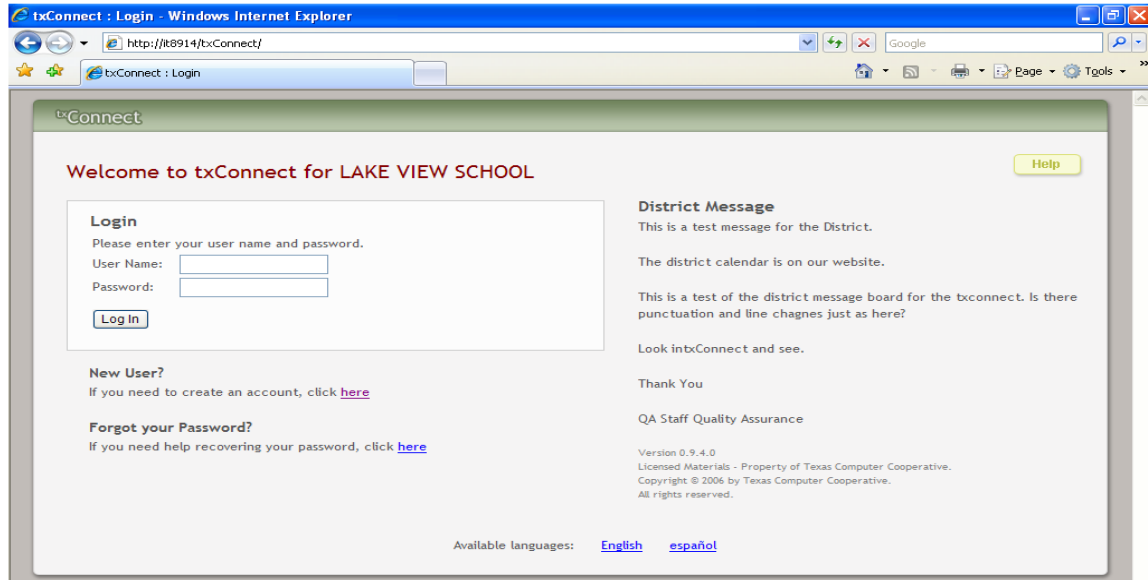 txConnect : Login - Windows Internet Explorer
http://it8914/txConnect/
Google
txConnect : Login
Page
Tools
txConnect
Welcome to txConnect for LAKE VIEW SCHOOL
Help
Login
Please enter your user name and password.
User Name:
Password:
Log In
New User?
If you need to create an account, click here
Forgot your Password?
If you need help recovering your password, click here
District Message
This is a test message for the District.
The district calendar is on our website.
This is a test of the district message board for the txconnect. Is there
punctuation and line chagnes just as here?
Look intxConnect and see.
Thank You
QA Staff Quality Assurance
Version 0.9.4.0
Licensed Materials - Property of Texas Computer Cooperative.
Copyright © 2006 by Texas Computer Cooperative.
All rights reserved.
Available languages: English español